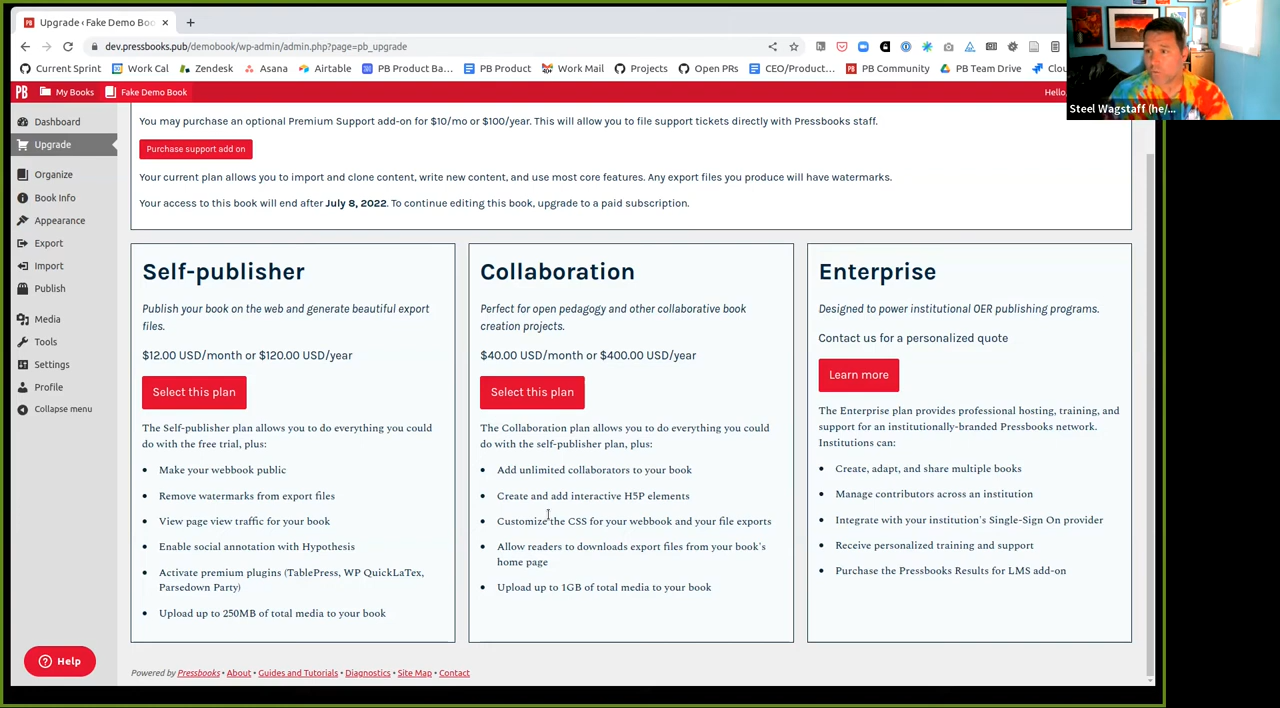 Upgrade ‹ Fake Demo Boo
dev.pressbooks.pub/demobook/wp-admin/admin.php?page=pb_upgrade
Current Sprint
Work Cal
Zendesk
Asana
Airtable
PB Product Ba...
PB Product
Work Mail
Projects
Open PRs
CEO/Product...
PB Community
PB Team Drive
Clou
Steel Wagstaff (he/...
PB
My Books
Fake Demo Book
Hello,
Dashboard
Upgrade
Organize
Book Info
Appearance
Export
Import
Publish
Media
Tools
Settings
Profile
Collapse menu
Help
You may purchase an optional Premium Support add-on for $10/mo or $100/year. This will allow you to file support tickets directly with Pressbooks staff.
Purchase support add on
Your current plan allows you to import and clone content, write new content, and use most core features. Any export files you produce will have watermarks.
Your access to this book will end after July 8, 2022. To continue editing this book, upgrade to a paid subscription.
Self-publisher
Publish your book on the web and generate beautiful export
files.
$12.00 USD/month or $120.00 USD/year
Select this plan
The Self-publisher plan allows you to do everything you could
do with the free trial, plus:
• Make your webbook public
• Remove watermarks from export files
• View page view traffic for your book
• Enable social annotation with Hypothesis
• Activate premium plugins (TablePress, WP QuickLaTex,
Parsedown Party)
• Upload up to 250MB of total media to your book
Collaboration
Perfect for open pedagogy and other collaborative book
creation projects.
$40.00 USD/month or $400.00 USD/year
Select this plan
The Collaboration plan allows you to do everything you could
do with the self-publisher plan, plus:
• Add unlimited collaborators to your book
• Create and add interactive H5P elements
• Customize the CSS for your webbook and your file exports
• Allow readers to downloads export files from your book's
home page
• Upload up to 1GB of total media to your book
Enterprise
Designed to power institutional OER publishing programs.
Contact us for a personalized quote
Learn more
The Enterprise plan provides professional hosting, training, and
support for an institutionally-branded Pressbooks network.
Institutions can:
• Create, adapt, and share multiple books
• Manage contributors across an institution
• Integrate with your institution's Single-Sign On provider
• Receive personalized training and support
• Purchase the Pressbooks Results for LMS add-on
Powered by Pressbooks • About • Guides and Tutorials • Diagnostics • Site Map • Contact